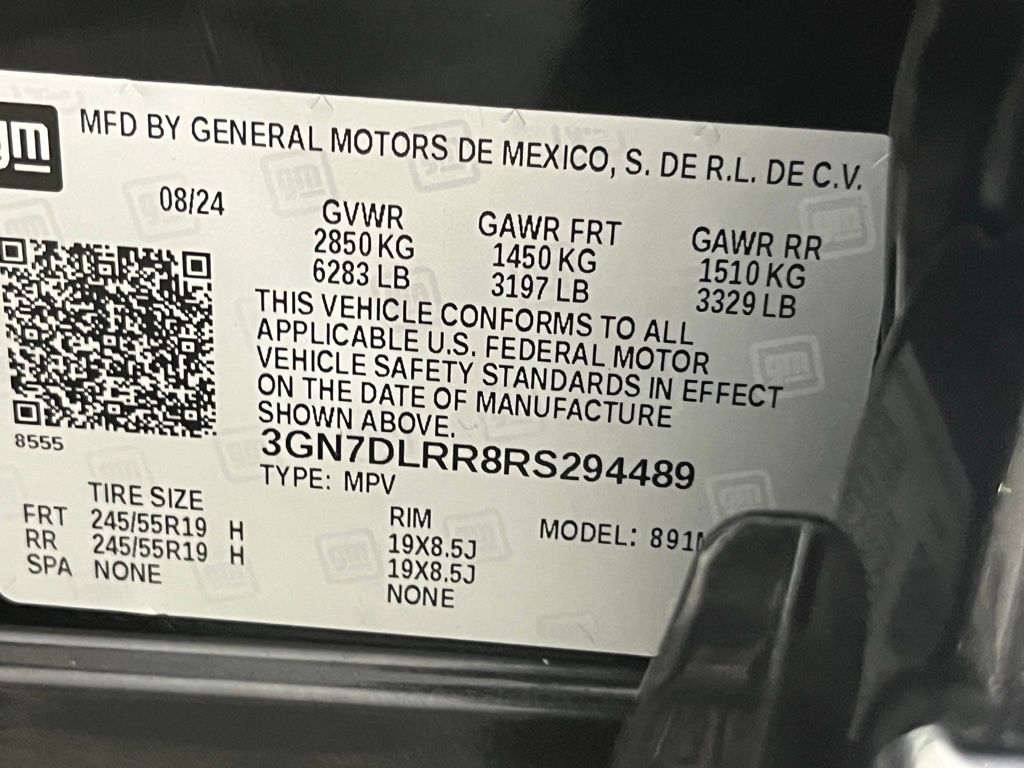 gm
MFD BY GENERAL MOTORS DE MEXICO, S. DE R.L. DE C.V.
08/24
GVWR
2850 KG
6283 LB
GAWR FRT
1450 KG
3197 LB
GAWR RR
1510 KG
3329 LB
THIS VEHICLE CONFORMS TO ALL
APPLICABLE U.S. FEDERAL MOTOR
VEHICLE SAFETY STANDARDS IN EFFECT
ON THE DATE OF MANUFACTURE
SHOWN ABOVE.
8555
3GN7DLRR8RS294489
TYPE: MPV
TIRE SIZE
FRT 245/55R19 H
RR 245/55R19 H
SPA NONE
RIM
19X8.5J
19X8.5J
NONE
MODEL: